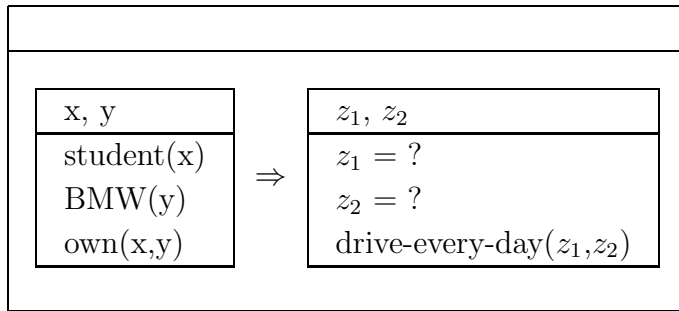 x, y
student(x)
BMW(y)
own(x,y)
⇒
z₁, z₂
z₁ = ?
z₂ = ?
drive-every-day(z₁,z₂)